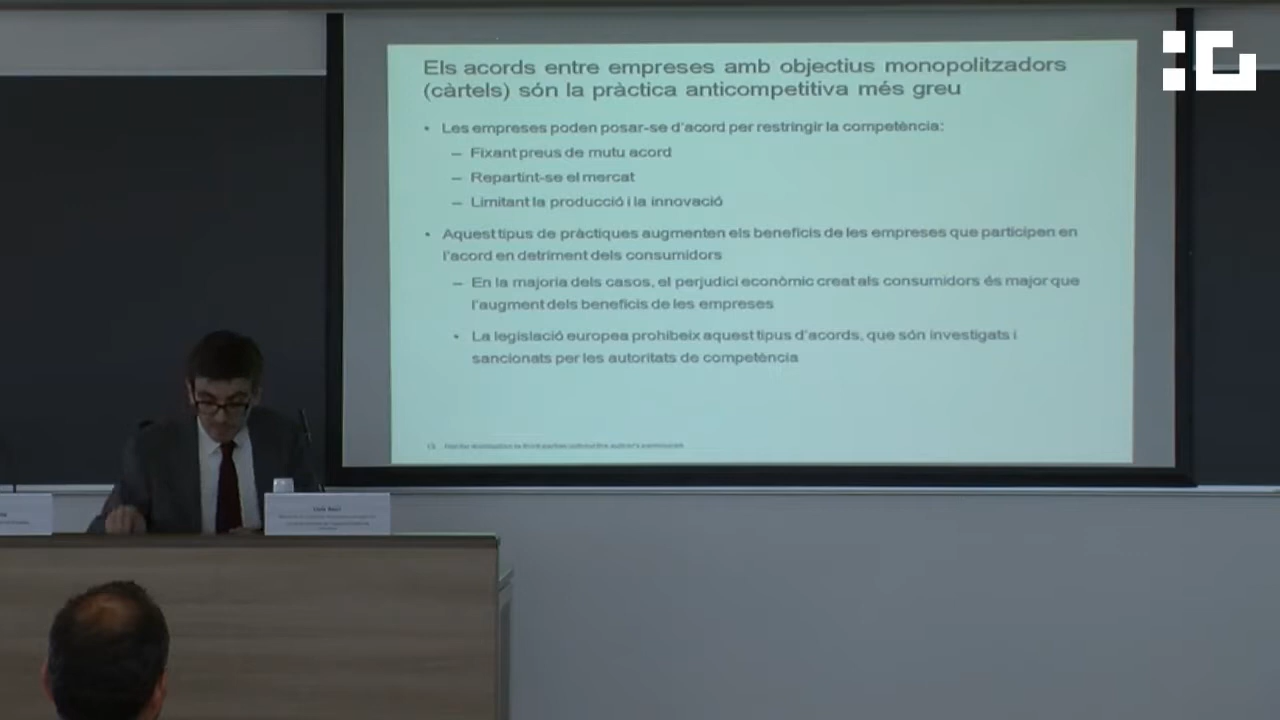 Els acords entre empreses amb objectius monopolitzadors
(càrtels) són la pràctica anticompetitiva més greu
• Les empreses poden posar-se d'acord per restringir la competència:
– Fixant preus de mutu acord
– Repartint-se el mercat
– Limitant la producció i la innovació
• Aquest tipus de pràctiques augmenten els beneficis de les empreses que participen en
l'acord en detriment dels consumidors
– En la majoria dels casos, el perjudici econòmic creat als consumidors és major que
l'augment dels beneficis de les empreses
• La legislació europea prohibeix aquest tipus d'acords, que són investigats i
sancionats per les autoritats de competència